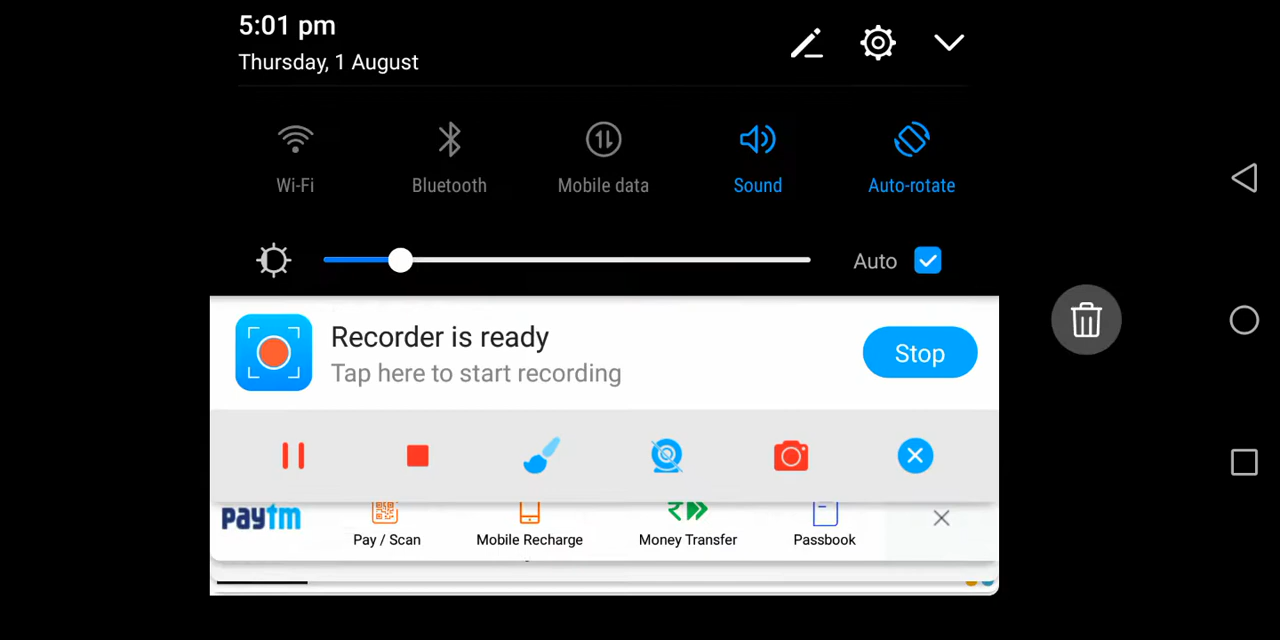 5:01 pm
Thursday, 1 August
Wi-Fi Bluetooth Mobile data Sound Auto-rotate
Auto
Recorder is ready
Tap here to start recording
Stop
paytm
Pay / Scan Mobile Recharge Money Transfer Passbook